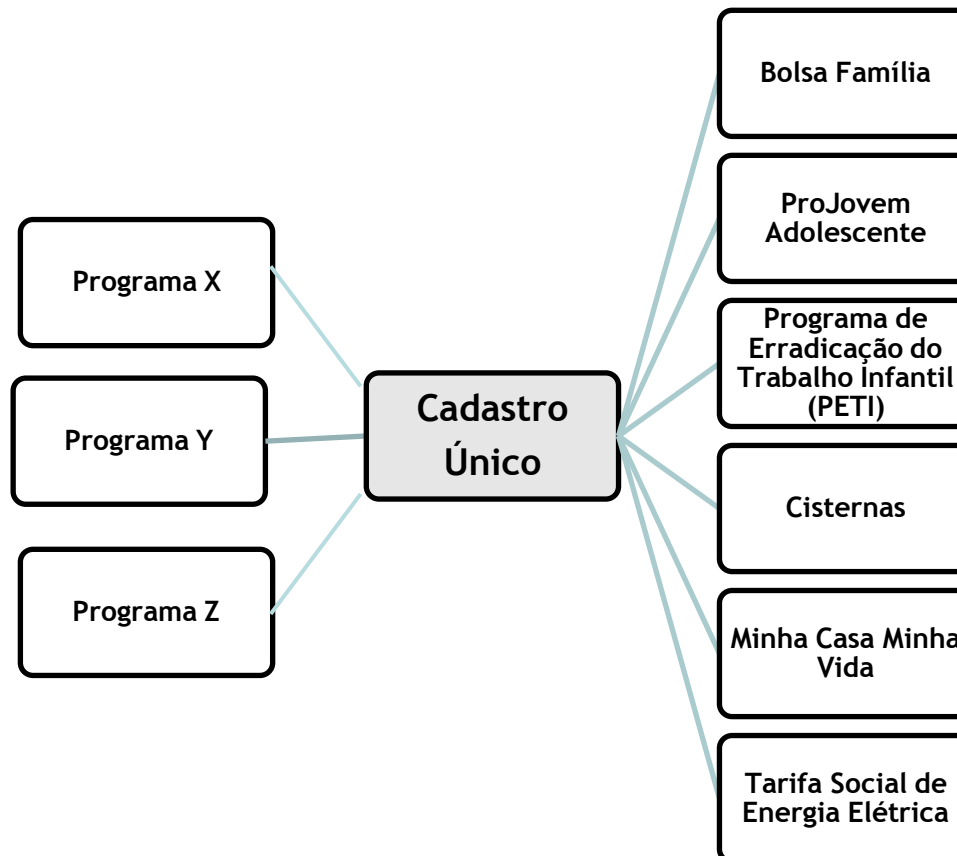 Bolsa Família
ProJovem
Adolescente
Programa de
Erradicação do
Trabalho Infantil
(PETI)
Cisternas
Minha Casa Minha
Vida
Tarifa Social de
Energia Elétrica
Cadastro
Único
Programa X
Programa Y
Programa Z